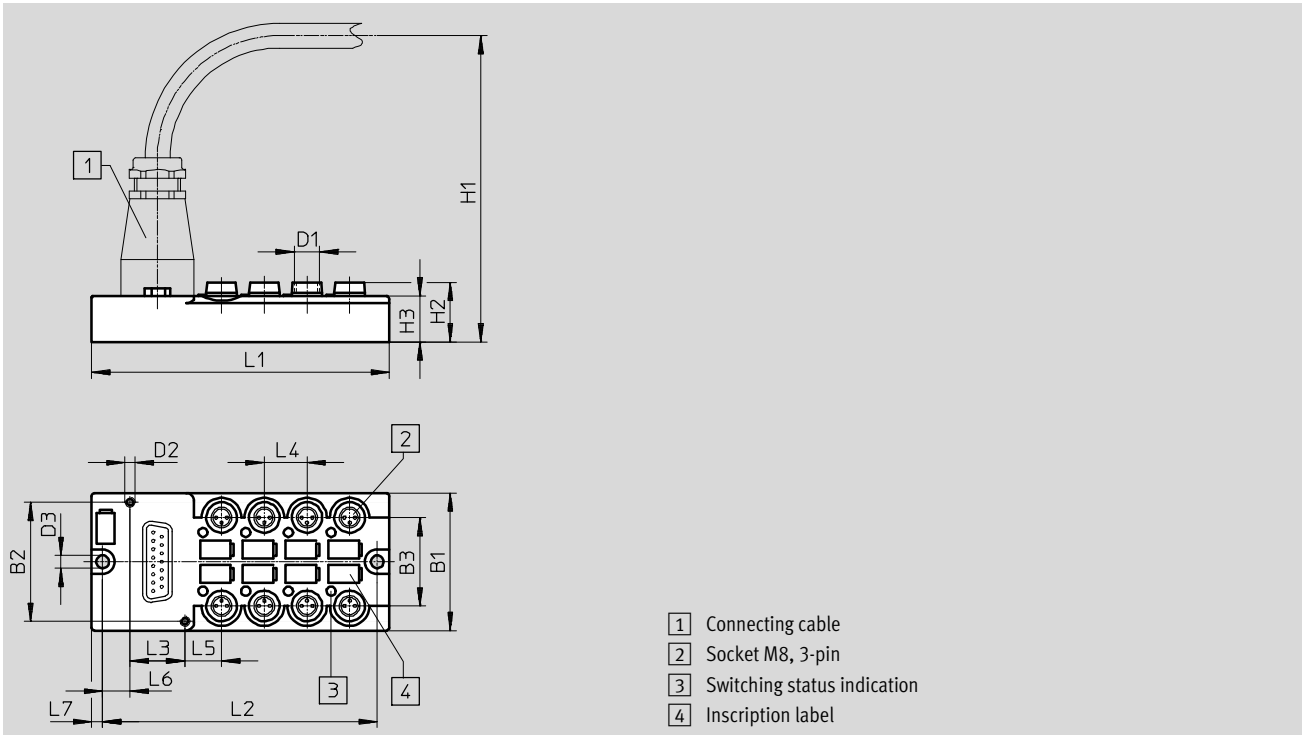 1
H1
D1
H2
H3
L1
2
D2
L4
D3
B2
B3
B1
L3
L5
L6
3
4
L7
L2
1 Connecting cable
2 Socket M8, 3-pin
3 Switching status indication
4 Inscription label